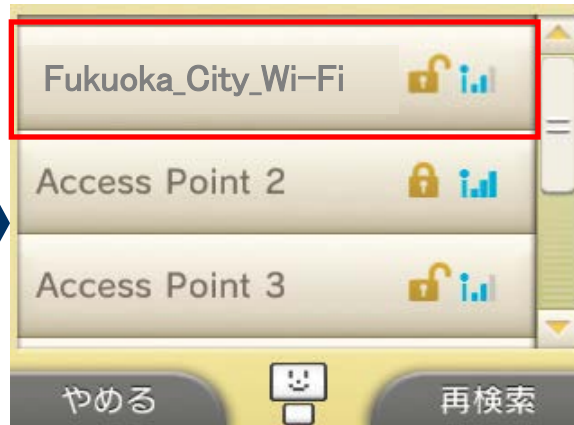 Fukuoka_City_Wi-Fi
Access Point 2
Access Point 3
やめる
再検索